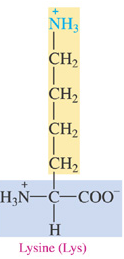 +
NH₃
CH₂
CH₂
CH₂
CH₂
+
H₃N—C—COO⁻
H
Lysine (Lys)